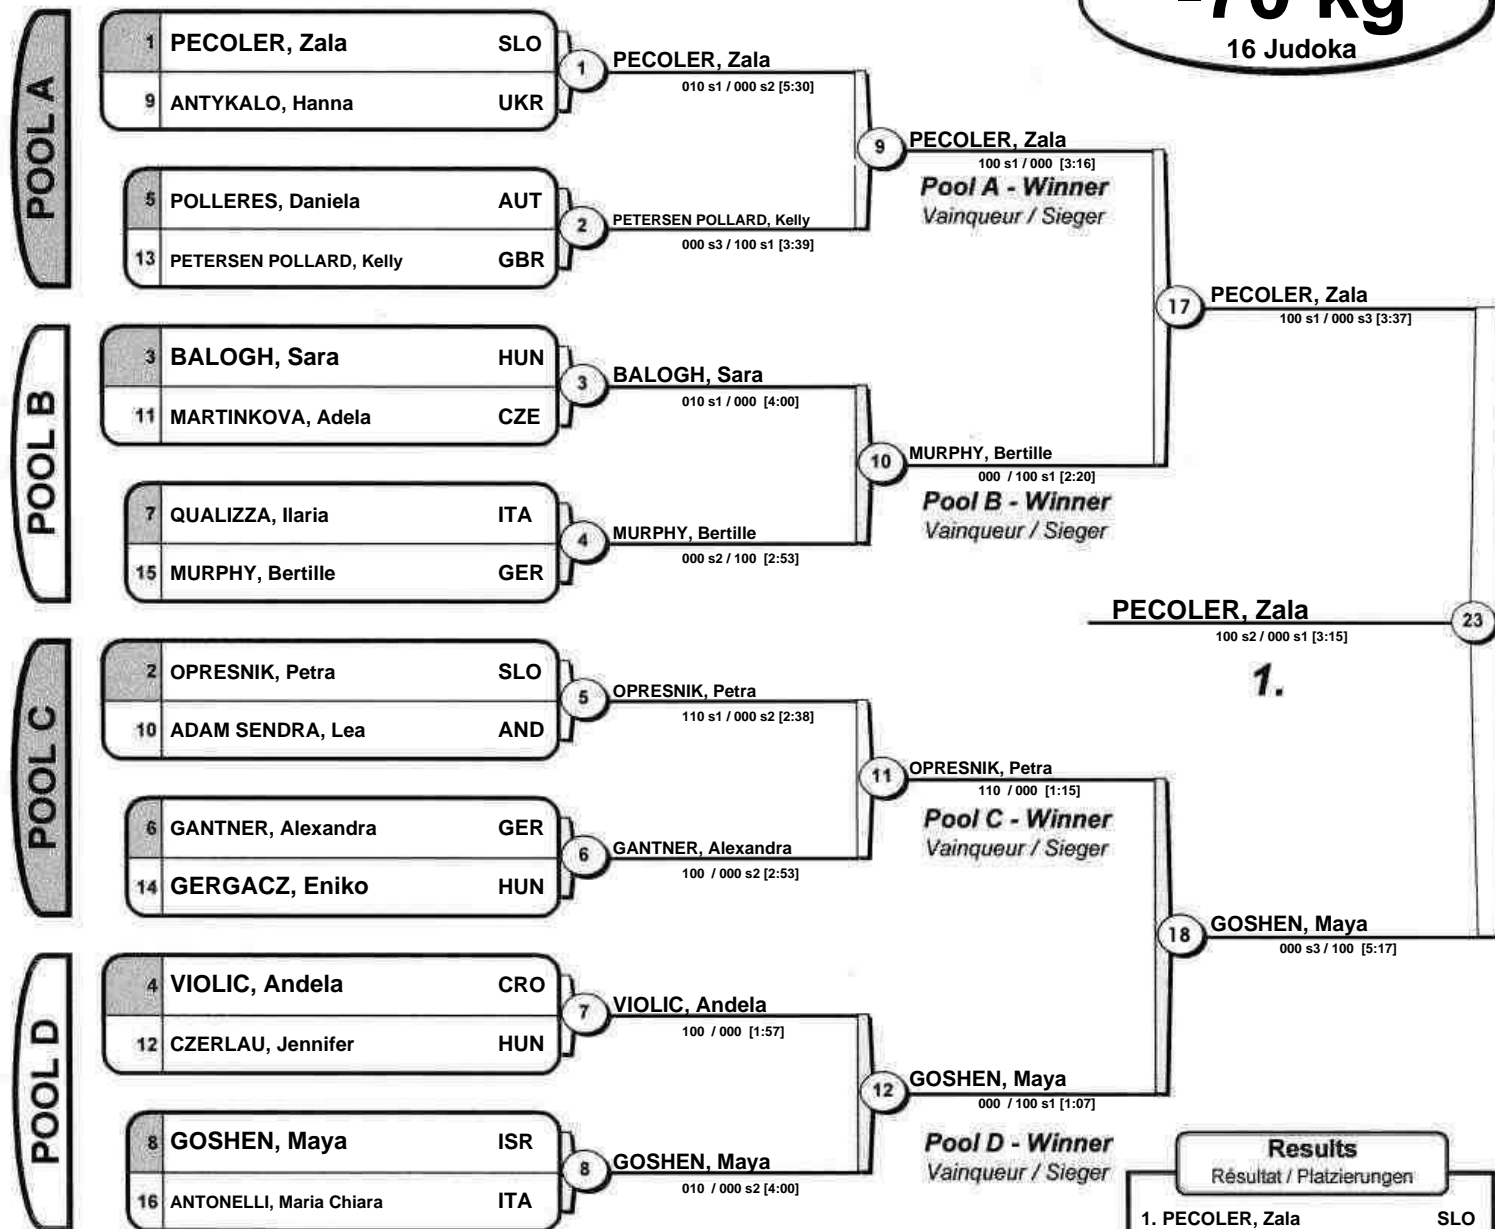 -70 kg
16 Judoka
POOL A
1 PECOLER, Zala SLO
9 ANTYKALO, Hanna UKR
5 POLLERES, Daniela AUT
13 PETERSEN POLLARD, Kelly GBR
1 PECOLER, Zala
010 s1 / 000 s2 [5:30]
2 PETERSEN POLLARD, Kelly
000 s3 / 100 s1 [3:39]
9 PECOLER, Zala
100 s1 / 000 [3:16]
Pool A - Winner
Vainqueur / Sieger
POOL B
3 BALOGH, Sara HUN
11 MARTINKOVA, Adela CZE
7 QUALIZZA, Ilaria ITA
15 MURPHY, Bertille GER
3 BALOGH, Sara
010 s1 / 000 [4:00]
4 MURPHY, Bertille
000 s2 / 100 [2:53]
10 MURPHY, Bertille
000 / 100 s1 [2:20]
Pool B - Winner
Vainqueur / Sieger
17 PECOLER, Zala
100 s1 / 000 s3 [3:37]
POOL C
2 OPRESNIK, Petra SLO
10 ADAM SENDRA, Lea AND
6 GANTNER, Alexandra GER
14 GERGACZ, Eniko HUN
5 OPRESNIK, Petra
110 s1 / 000 s2 [2:38]
6 GANTNER, Alexandra
100 / 000 s2 [2:53]
11 OPRESNIK, Petra
110 / 000 [1:15]
Pool C - Winner
Vainqueur / Sieger
POOL D
4 VIOLIC, Andela CRO
12 CZERLAU, Jennifer HUN
8 GOSHEN, Maya ISR
16 ANTONELLI, Maria Chiara ITA
7 VIOLIC, Andela
100 / 000 [1:57]
8 GOSHEN, Maya
010 / 000 s2 [4:00]
12 GOSHEN, Maya
000 / 100 s1 [1:07]
Pool D - Winner
Vainqueur / Sieger
18 GOSHEN, Maya
000 s3 / 100 [5:17]
PECOLER, Zala 23
100 s2 / 000 s1 [3:15]
1.
Results
Résultat / Platzierungen
1. PECOLER, Zala SLO